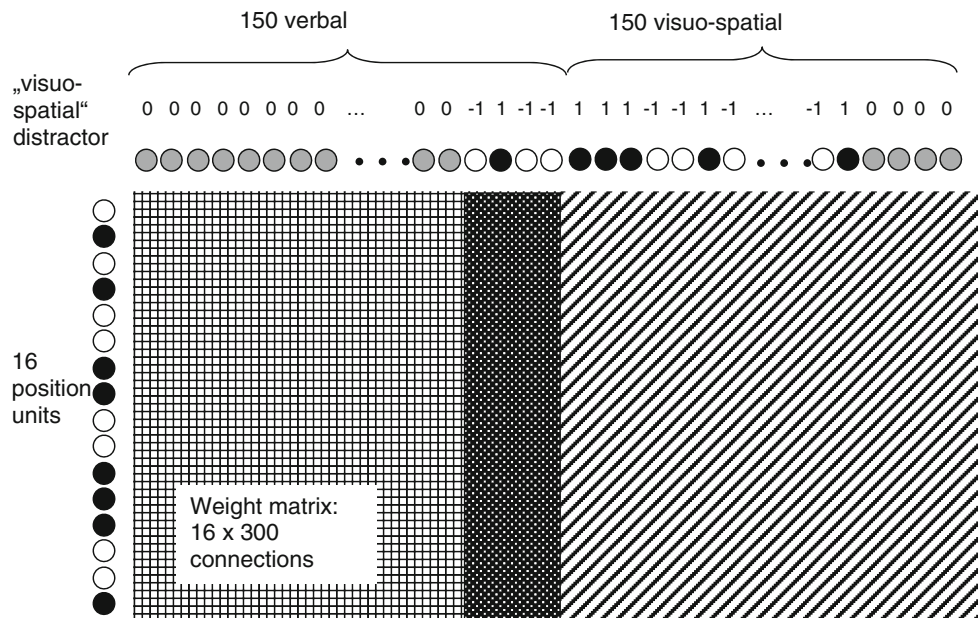 150 verbal
150 visuo-spatial
„visuo-
spatial“
distractor
0 0 0 0 0 0 0 0 ... 0 0 -1 1 -1 -1 1 1 1 -1 -1 1 -1 ... -1 1 0 0 0 0
16
position
units
Weight matrix:
16 x 300
connections